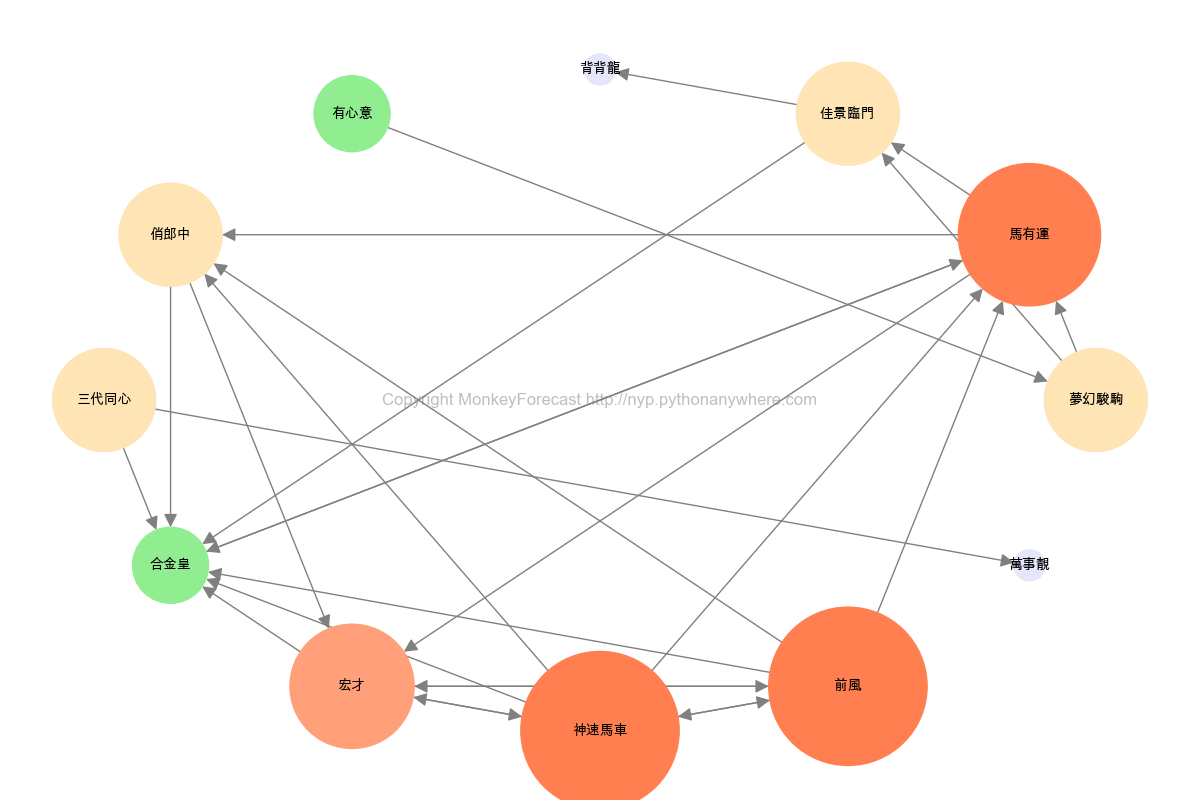 背背龍
有心意
佳景臨門
俏郎中
馬有運
三代同心
Copyright MonkeyForecast http://nyp.pythonanywhere.com
夢幻駿駒
合金皇
萬事靚
宏才
前風
神速馬車